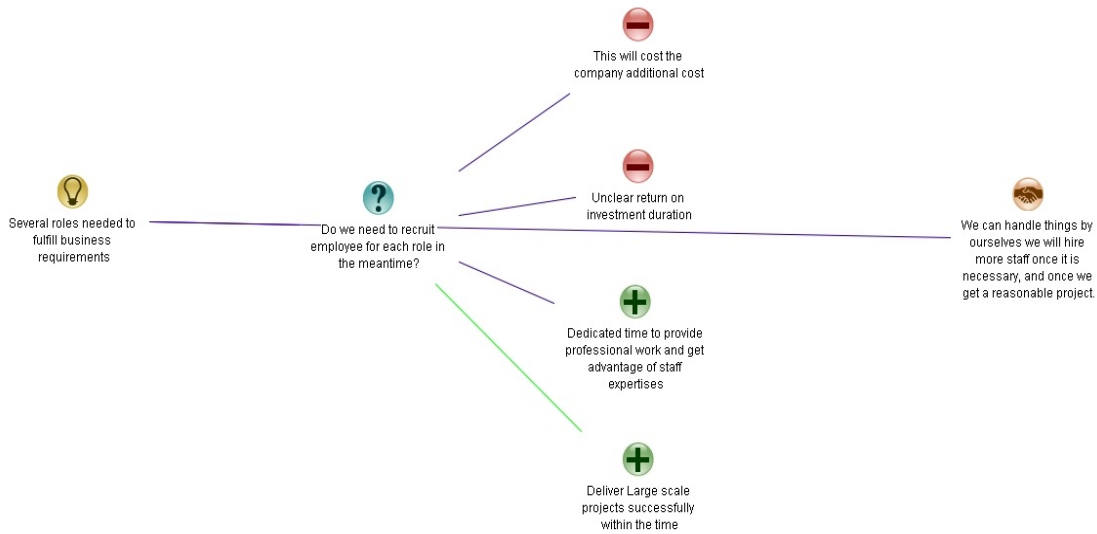 This will cost the
company additional cost
Several roles needed to
fulfill business
requirements
?
Do we need to recruit
employee for each role in
the meantime?
Unclear return on
investment duration
We can handle things by
ourselves we will hire
more staff once it is
necessary, and once we
get a reasonable project.
Dedicated time to provide
professional work and get
advantage of staff
expertises
Deliver Large scale
projects successfully
within the time